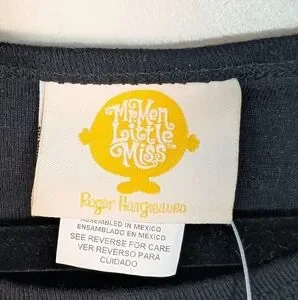 Mr Men
Little
Miss™
Roger Hargreaves
ASSEMBLED IN MEXICO
ENSAMBLADO EN MEXICO
SEE REVERSE FOR CARE
VER REVERSO PARA
CUIDADO